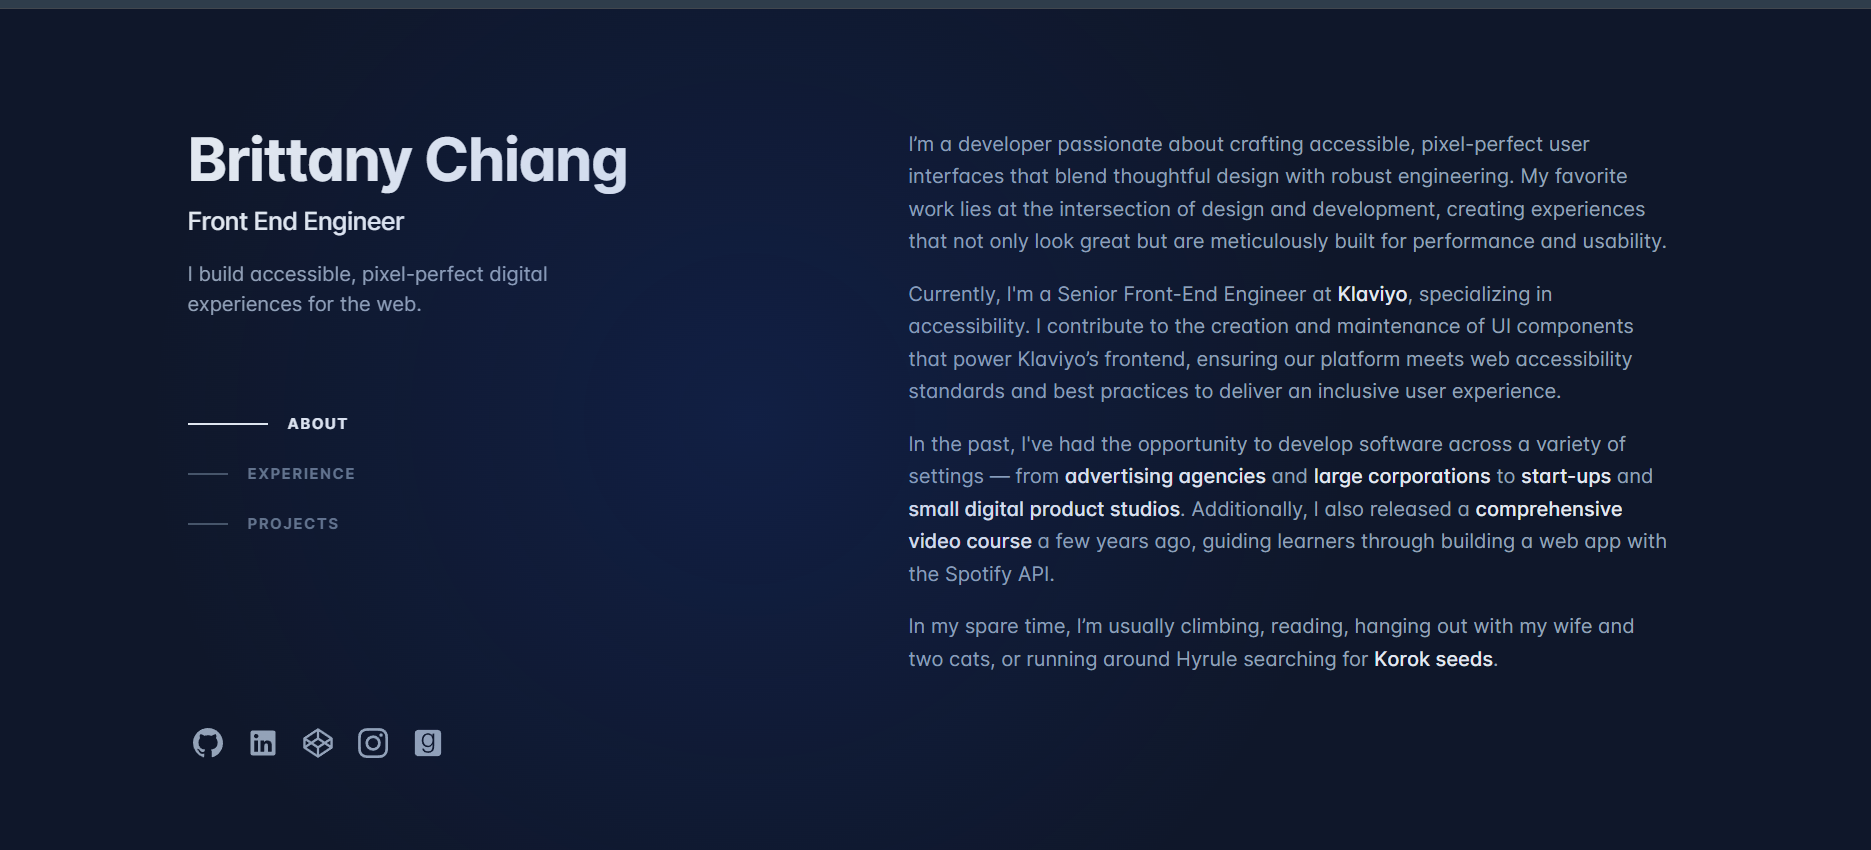 Brittany Chiang
Front End Engineer
I build accessible, pixel-perfect digital
experiences for the web.
ABOUT
EXPERIENCE
PROJECTS
I’m a developer passionate about crafting accessible, pixel-perfect user
interfaces that blend thoughtful design with robust engineering. My favorite
work lies at the intersection of design and development, creating experiences
that not only look great but are meticulously built for performance and usability.
Currently, I'm a Senior Front-End Engineer at Klaviyo, specializing in
accessibility. I contribute to the creation and maintenance of UI components
that power Klaviyo’s frontend, ensuring our platform meets web accessibility
standards and best practices to deliver an inclusive user experience.
In the past, I've had the opportunity to develop software across a variety of
settings — from advertising agencies and large corporations to start-ups and
small digital product studios. Additionally, I also released a comprehensive
video course a few years ago, guiding learners through building a web app with
the Spotify API.
In my spare time, I’m usually climbing, reading, hanging out with my wife and
two cats, or running around Hyrule searching for Korok seeds.